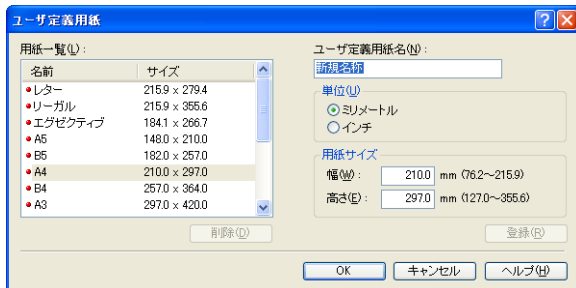 ユーザ定義用紙
用紙一覧(L):
名前 サイズ
レター 215.9 x 279.4
リーガル 215.9 x 355.6
エグゼクティブ 184.1 x 266.7
A5 148.0 x 210.0
B5 182.0 x 257.0
A4 210.0 x 297.0
B4 257.0 x 364.0
A3 297.0 x 420.0
削除(D)
ユーザ定義用紙名(N):
新規名称
単位(U)
ミリメートル
インチ
用紙サイズ
幅(W): 210.0 mm (76.2～215.9)
高さ(E): 297.0 mm (127.0～355.6)
登録(R)
OK キャンセル ヘルプ(H)